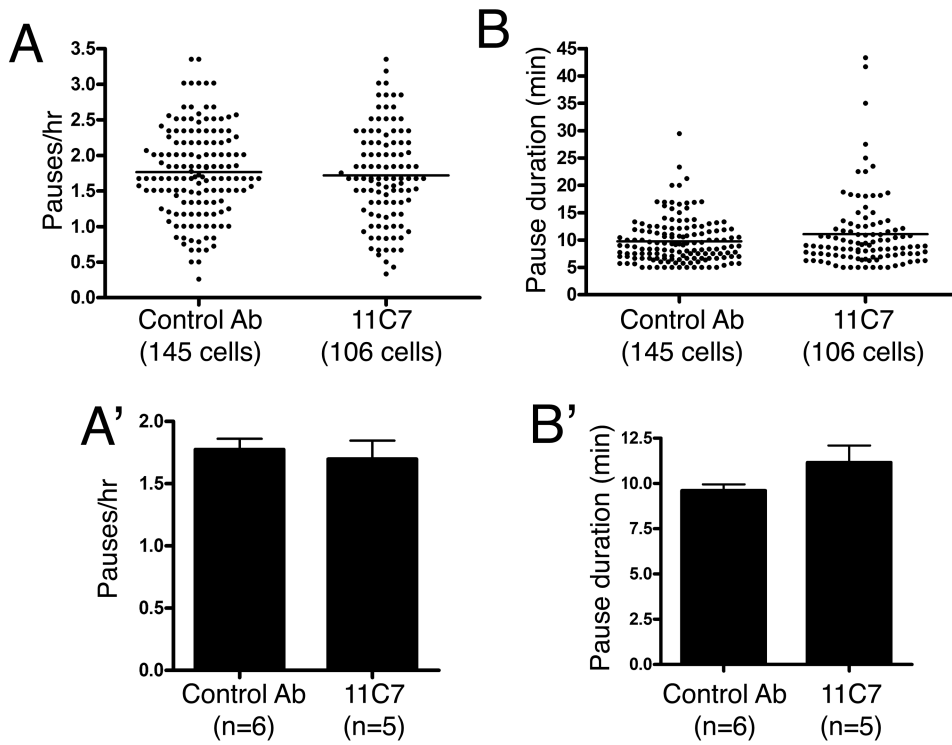 A
Pauses/hr
3.5
3.0
2.5
2.0
1.5
1.0
0.5
0.0
Control Ab
(145 cells)
11C7
(106 cells)
B
Pause duration (min)
45
40
35
30
25
20
15
10
5
0
Control Ab
(145 cells)
11C7
(106 cells)
A'
Pauses/hr
2.0
1.5
1.0
0.5
0.0
Control Ab
(n=6)
11C7
(n=5)
B'
Pause duration (min)
12.5
10.0
7.5
5.0
2.5
0.0
Control Ab
(n=6)
11C7
(n=5)